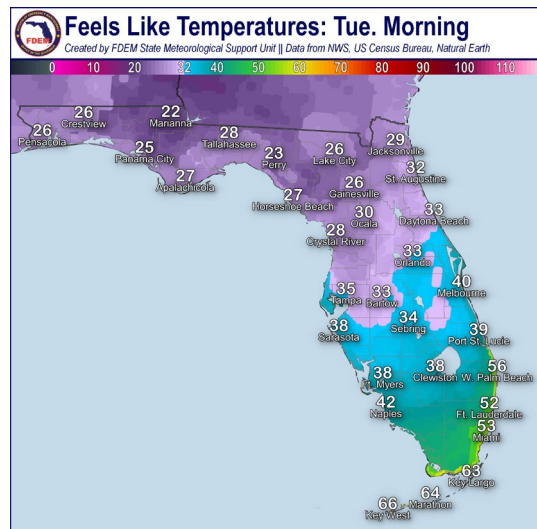 FDEM
Feels Like Temperatures: Tue. Morning
Created by FDEM State Meteorological Support Unit || Data from NWS, US Census Bureau, Natural Earth
0 10 20 32 40 50 60 70 80 90 100 110
26
Crestview
22
Marianna
26
Pensacola
25
Panama City
28
Tallahassee
23
Perry
26
Lake City
29
Jacksonville
27
Apalachicola
32
St. Augustine
26
Gainesville
27
Horseshoe Beach
30
Ocala
33
Daytona Beach
28
Crystal River
33
Orlando
40
Melbourne
35
Tampa
33
Bartow
34
Sebring
38
Sarasota
39
Port St. Lucie
38
Ft. Myers
38
Clewiston
56
W. Palm Beach
42
Naples
52
Ft. Lauderdale
53
Miami
63
Key Largo
64
Marathon
66
Key West